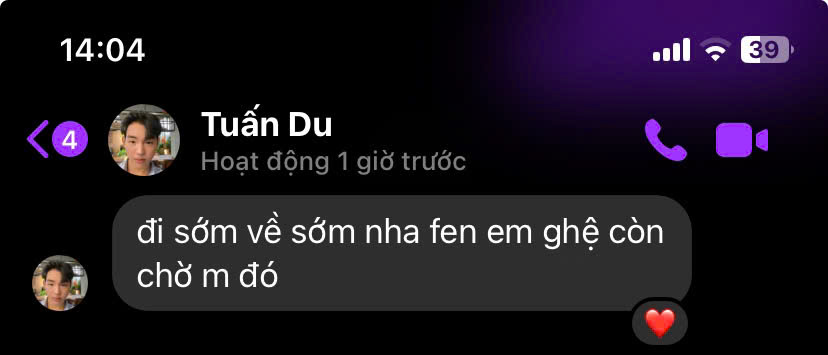 14:04
39
4
Tuấn Du
Hoạt động 1 giờ trước
đi sớm về sớm nha fen em ghệ còn
chờ m đó